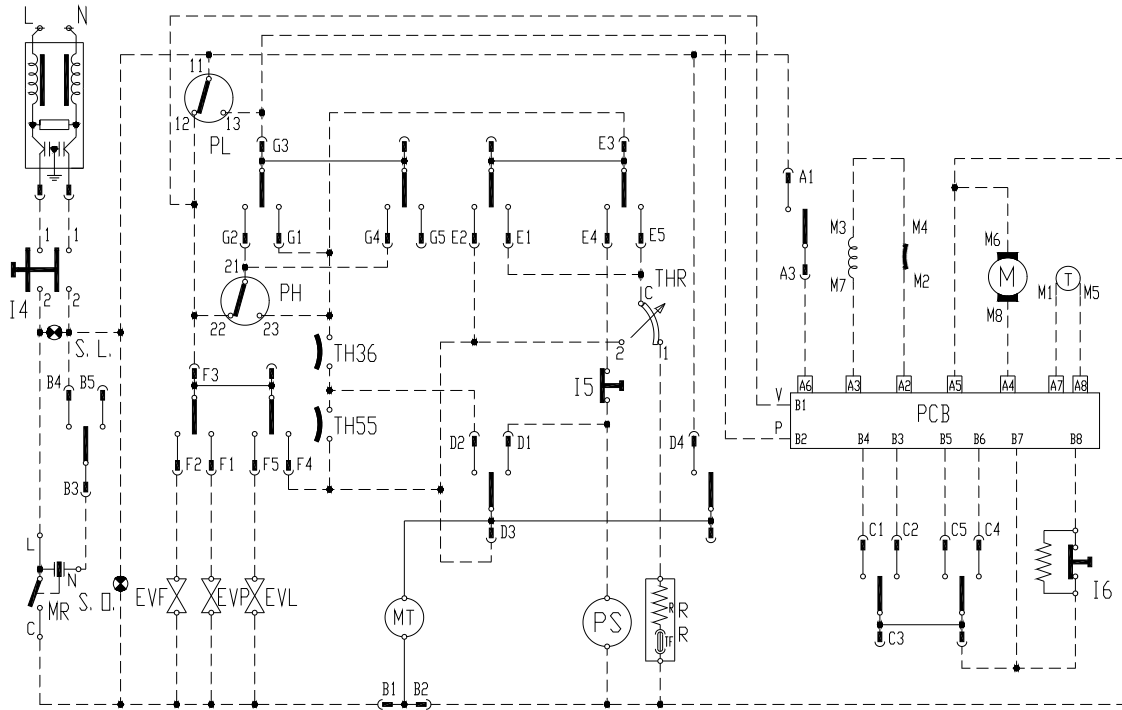 L N
11
12 13
PL
G3
E3
A1
1 1
G2 G1
G4 G5 E2 E1
E4 E5
M3
M4
21
PH
THR
C
A3
M7
M2
M6
M
M8
T
M1 M5
I4
2 2
22 23
S. L.
TH36
2 1
B4 B5
F3
I5
TH55
D2 D1
D4
V
P
A6 A3 A2 A5 A4 A7 A8
B1
PCB
B2 B4 B3 B5 B6 B7 B8
F2 F1 F5 F4
B3
D3
C1 C2 C5 C4
L
N
MR
S. O.
C
EVF EVP EVL
MT
PS
R
TF
R
R
C3
I6
B1 B2